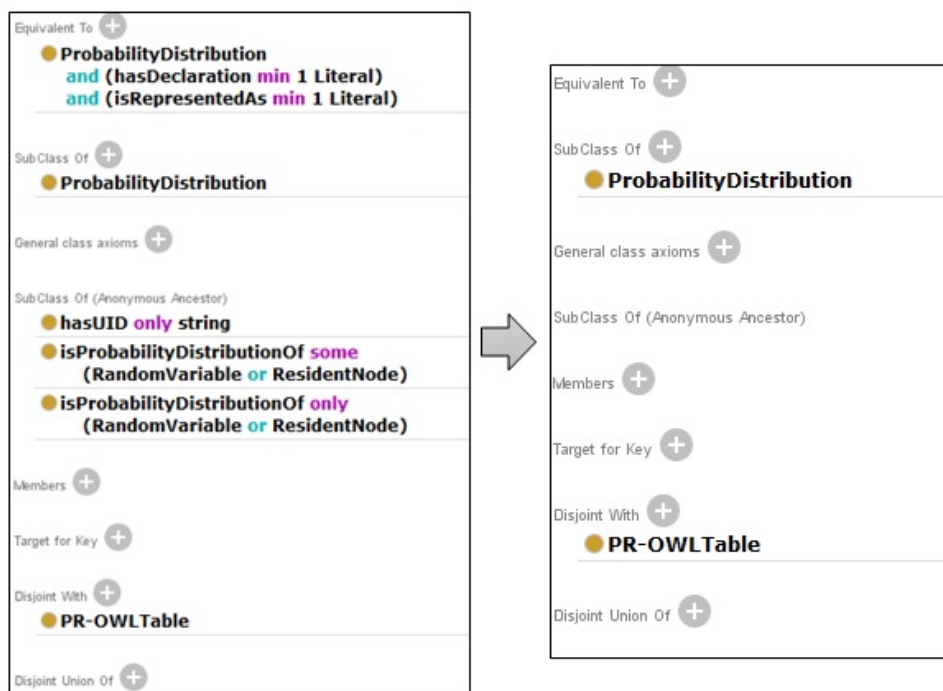 Equivalent To
ProbabilityDistribution
and (hasDeclaration min 1 Literal)
and (isRepresentedAs min 1 Literal)
SubClass Of
ProbabilityDistribution
General class axioms
SubClass Of (Anonymous Ancestor)
hasUID only string
isProbabilityDistributionOf some
(RandomVariable or ResidentNode)
isProbabilityDistributionOf only
(RandomVariable or ResidentNode)
Members
Target for Key
Disjoint With
PR-OWLTable
Disjoint Union Of
Equivalent To
SubClass Of
ProbabilityDistribution
General class axioms
SubClass Of (Anonymous Ancestor)
Members
Target for Key
Disjoint With
PR-OWLTable
Disjoint Union Of